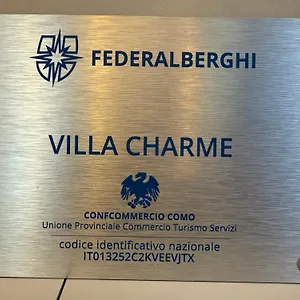 FEDERALBERGHI
VILLA CHARME
CONFCOMMERCIO COMO
Unione Provinciale Commercio Turismo Servizi
codice identificativo nazionale
IT013252C2KVEEVJTX